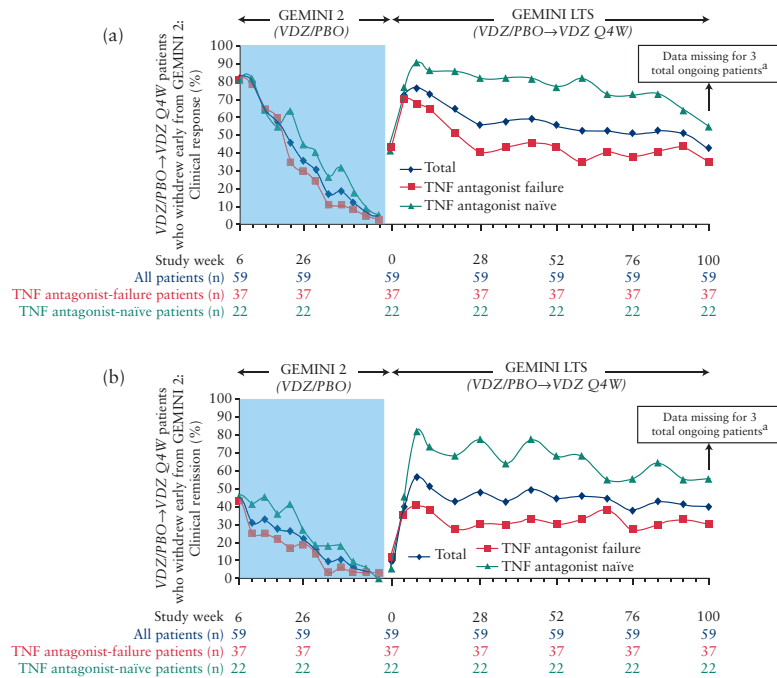 GEMINI 2
(VDZ/PBO)
GEMINI LTS
(VDZ/PBO→VDZ Q4W)
(a)
VDZ/PBO→VDZ Q4W patients
who withdrew early from GEMINI 2:
Clinical response (%)
100
90
80
70
60
50
40
30
20
10
0
Data missing for 3
total ongoing patientsa
Total
TNF antagonist failure
TNF antagonist naïve
Study week 6 26 0 28 52 76 100
All patients (n) 59 59 59 59 59 59 59
TNF antagonist-failure patients (n) 37 37 37 37 37 37 37
TNF antagonist-naïve patients (n) 22 22 22 22 22 22 22
GEMINI 2
(VDZ/PBO)
GEMINI LTS
(VDZ/PBO→VDZ Q4W)
(b)
VDZ/PBO→VDZ Q4W patients
who withdrew early from GEMINI 2:
Clinical remission (%)
100
90
80
70
60
50
40
30
20
10
0
Data missing for 3
total ongoing patientsa
Total
TNF antagonist failure
TNF antagonist naïve
Study week 6 26 0 28 52 76 100
All patients (n) 59 59 59 59 59 59 59
TNF antagonist-failure patients (n) 37 37 37 37 37 37 37
TNF antagonist-naïve patients (n) 22 22 22 22 22 22 22